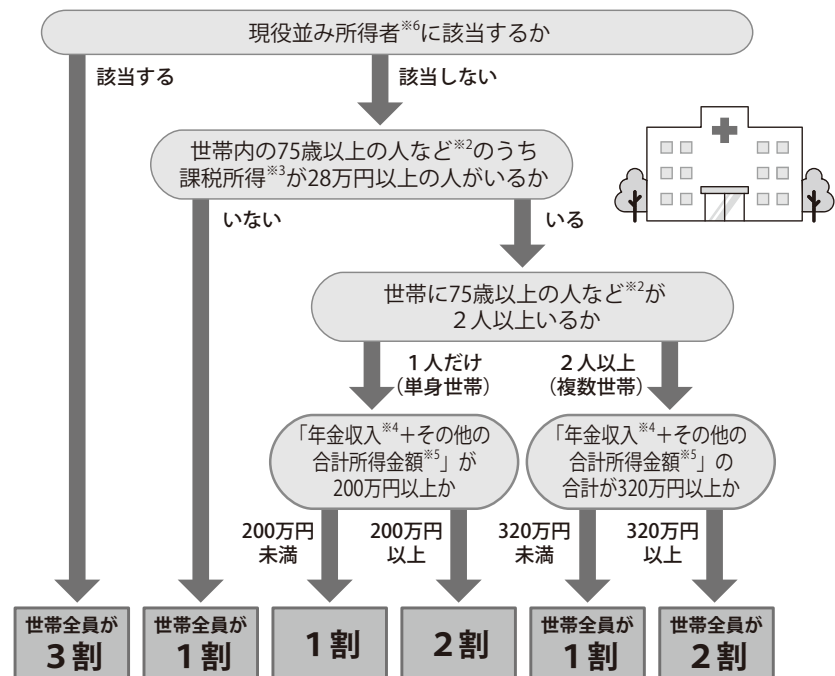 現役並み所得者※6に該当するか
該当する
該当しない
世帯内の75歳以上の人など※2のうち
課税所得※3が28万円以上の人がいるか
いない
いる
世帯に75歳以上の人など※2が
２人以上いるか
１人だけ
（単身世帯）
２人以上
（複数世帯）
「年金収入※4＋その他の
合計所得金額※5」が
200万円以上か
「年金収入※4＋その他の
合計所得金額※5」の
合計が320万円以上か
200万円
未満
200万円
以上
320万円
未満
320万円
以上
世帯全員が
３割
世帯全員が
１割
１割
２割
世帯全員が
１割
世帯全員が
２割